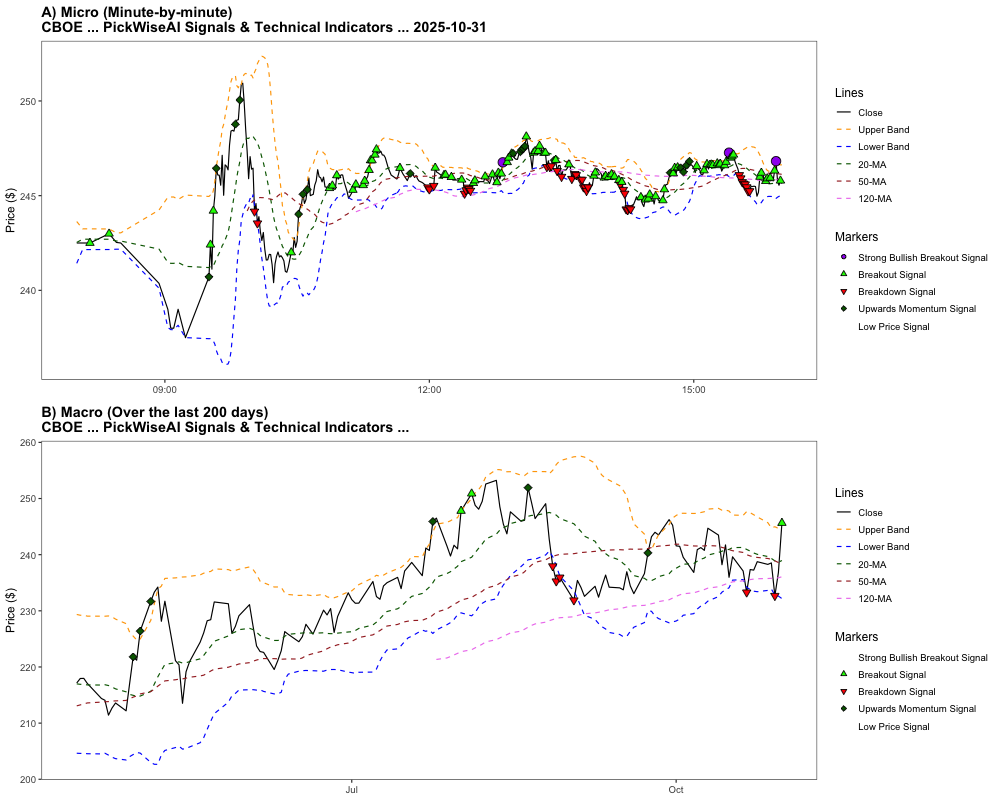 A) Micro (Minute-by-minute)
CBOE ... PickWiseAI Signals & Technical Indicators ... 2025-10-31
Price ($)
250
245
240
09:00
12:00
15:00
Lines
Close
Upper Band
Lower Band
20-MA
50-MA
120-MA
Markers
Strong Bullish Breakout Signal
Breakout Signal
Breakdown Signal
Upwards Momentum Signal
Low Price Signal
B) Macro (Over the last 200 days)
CBOE ... PickWiseAI Signals & Technical Indicators ...
Price ($)
260
250
240
230
220
210
200
Jul
Oct
Lines
Close
Upper Band
Lower Band
20-MA
50-MA
120-MA
Markers
Strong Bullish Breakout Signal
Breakout Signal
Breakdown Signal
Upwards Momentum Signal
Low Price Signal